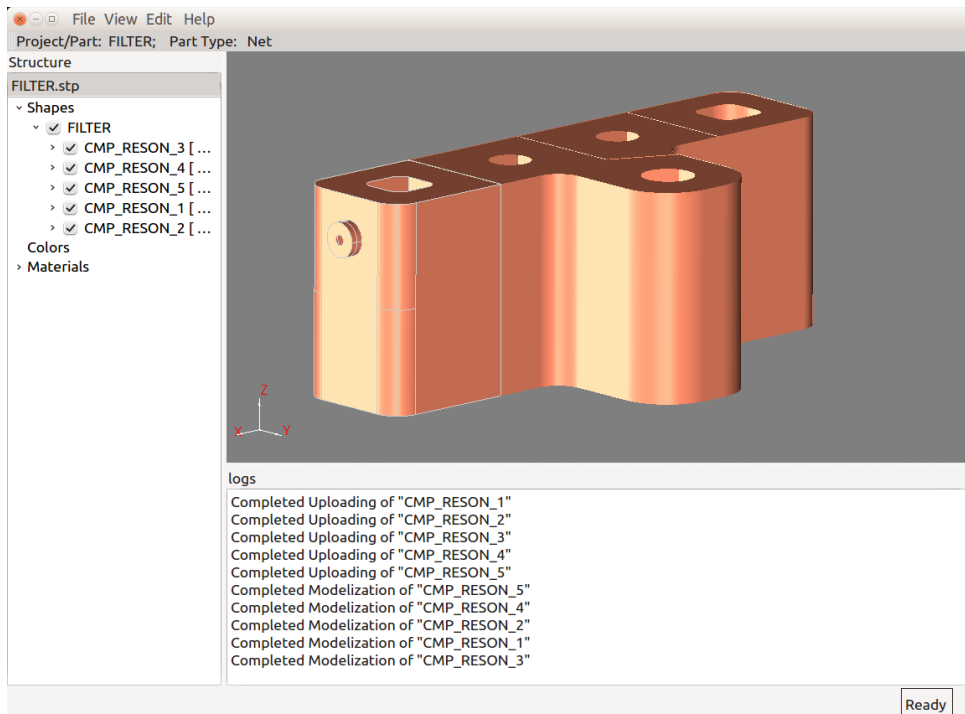 File View Edit Help
Project/Part: FILTER; Part Type: Net
Structure
FILTER.stp
Shapes
FILTER
CMP_RESON_3 [ ...
CMP_RESON_4 [ ...
CMP_RESON_5 [ ...
CMP_RESON_1 [ ...
CMP_RESON_2 [ ...
Colors
Materials
Z
X
Y
logs
Completed Uploading of "CMP_RESON_1"
Completed Uploading of "CMP_RESON_2"
Completed Uploading of "CMP_RESON_3"
Completed Uploading of "CMP_RESON_4"
Completed Uploading of "CMP_RESON_5"
Completed Modelization of "CMP_RESON_5"
Completed Modelization of "CMP_RESON_4"
Completed Modelization of "CMP_RESON_2"
Completed Modelization of "CMP_RESON_1"
Completed Modelization of "CMP_RESON_3"
Ready